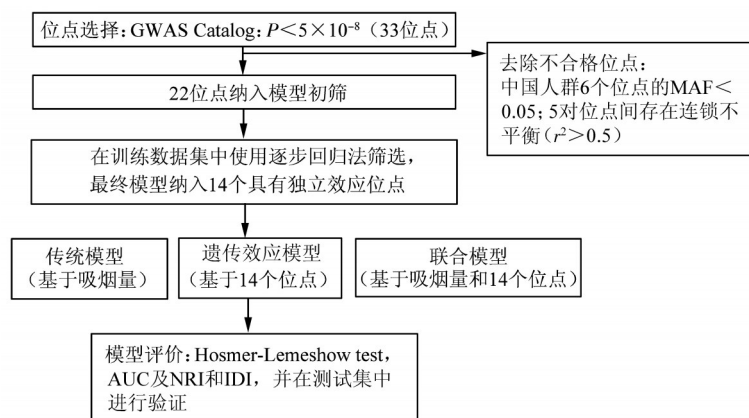 位点选择：GWAS Catalog：P＜5×10⁻⁸（33位点）
去除不合格位点：
中国人群6个位点的MAF＜
0.05；5对位点间存在连锁不
平衡（r²＞0.5）
22位点纳入模型初筛
在训练数据集中使用逐步回归法筛选，
最终模型纳入14个具有独立效应位点
传统模型
（基于吸烟量）
遗传效应模型
（基于14个位点）
联合模型
（基于吸烟量和14个位点）
模型评价：Hosmer-Lemeshow test，
AUC及NRI和IDI，并在测试集中
进行验证